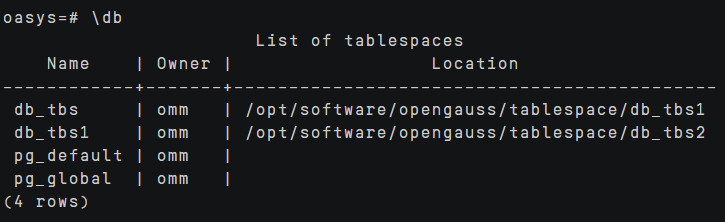 oasys=# \db
                              List of tablespaces
    Name    | Owner |                    Location
------------+-------+------------------------------------------------
 db_tbs     | omm   | /opt/software/opengauss/tablespace/db_tbs1
 db_tbs1    | omm   | /opt/software/opengauss/tablespace/db_tbs2
 pg_default | omm   |
 pg_global  | omm   |
(4 rows)